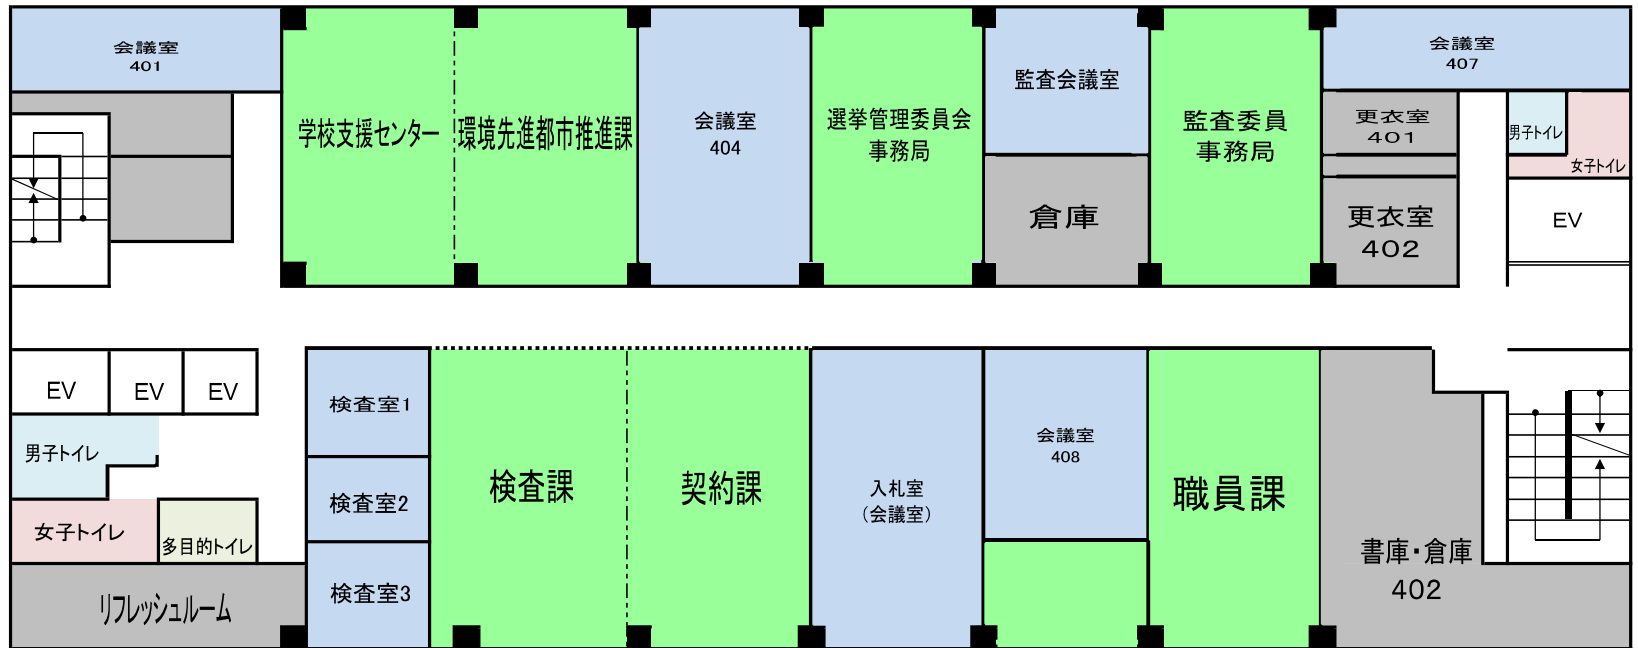 会議室
401
学校支援センター
環境先進都市推進課
会議室
404
選挙管理委員会
事務局
監査会議室
倉庫
監査委員
事務局
会議室
407
更衣室
401
更衣室
402
男子トイレ
女子トイレ
EV
EV
EV
EV
男子トイレ
女子トイレ
多目的トイレ
リフレッシュルーム
検査室1
検査室2
検査室3
検査課
契約課
入札室
（会議室）
会議室
408
職員課
書庫・倉庫
402